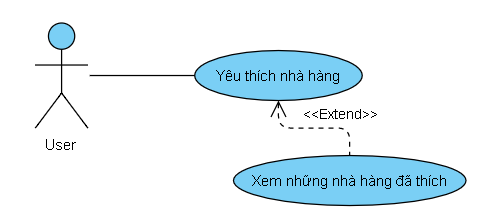 Yêu thích nhà hàng
<<Extend>>
User
Xem những nhà hàng đã thích